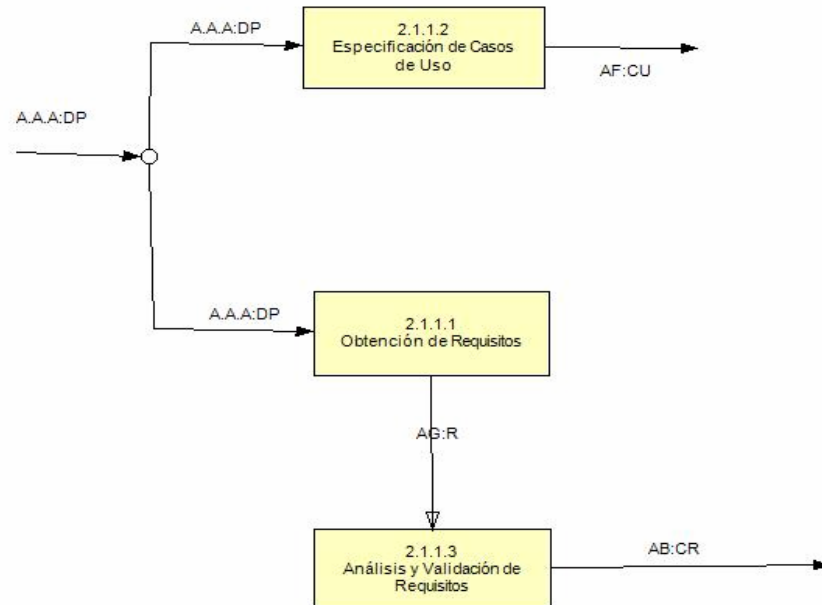 A.A.A:DP
2.1.1.2
Especificación de Casos
de Uso
AF:CU
A.A.A:DP
A.A.A:DP
2.1.1.1
Obtención de Requisitos
AG:R
2.1.1.3
Análisis y Validación de
Requisitos
AB:CR